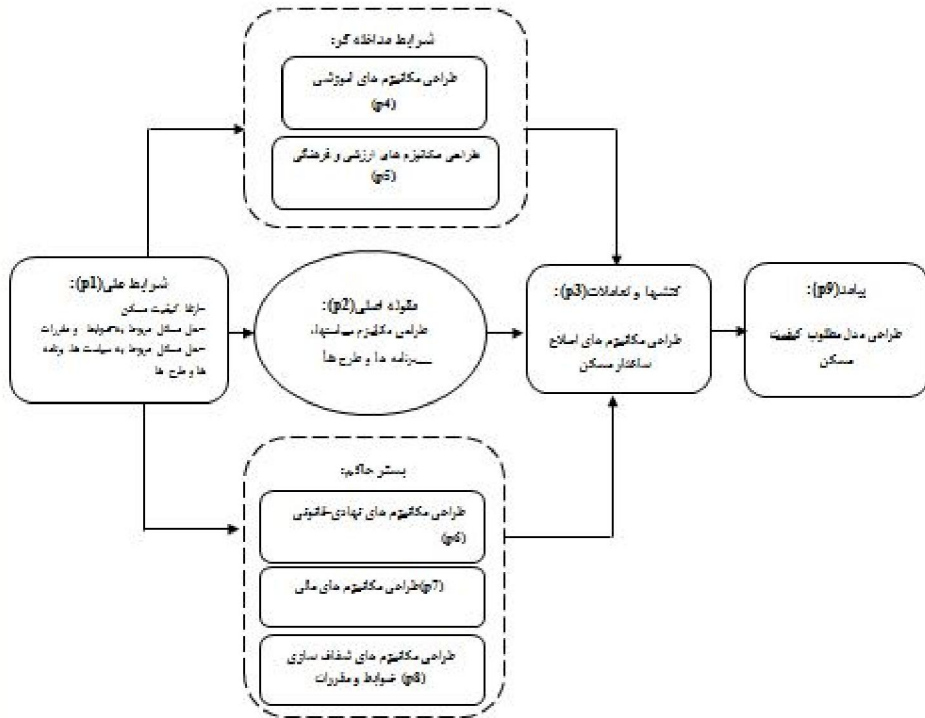 شرایط مداخله گر:
طراحی مکانیزم های آموزشی
(p4)
طراحی مکانیزم های ارزشی و فرهنگی
(p5)
شرایط علی(p1):
-ارتقا کیفیت مسکن
-حل مسائل مربوط به ضوابط و مقررات
-حل مسائل مربوط به سیاست ها، برنامه
ها و طرح ها
مقوله اصلی(p2):
طراحی مکانیزم سیاستها،
برنامه ها و طرح ها
کنشها و تعاملات(p3):
طراحی مکانیزم های اصلاح
ساختار مسکن
پیامد(p9):
طراحی مدل مطلوب کیفیت
مسکن
بستر حاکم:
طراحی مکانیزم های نهادی-قانونی
(p6)
(p7)طراحی مکانیزم های مالی
طراحی مکانیزم های شفاف سازی
(p8) ضوابط و مقررات